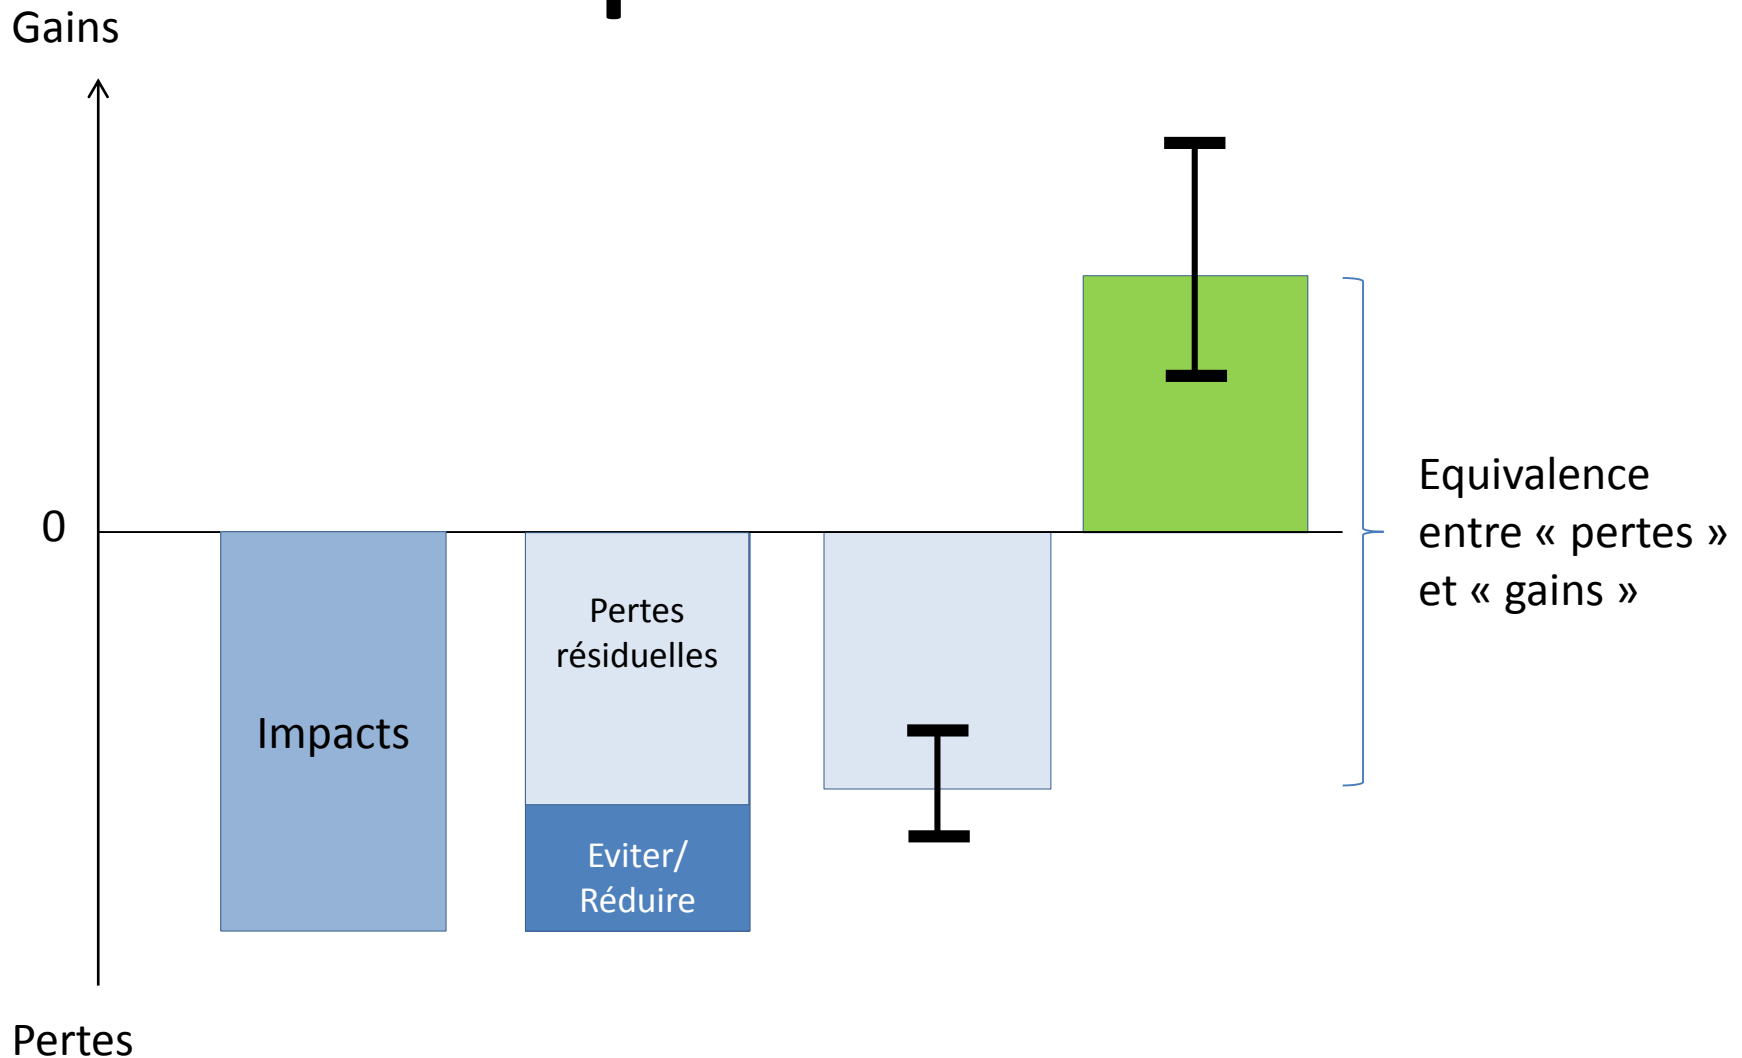 Gains
0
Pertes
résiduelles
Impacts
Eviter/
Réduire
Equivalence
entre « pertes »
et « gains »
Pertes